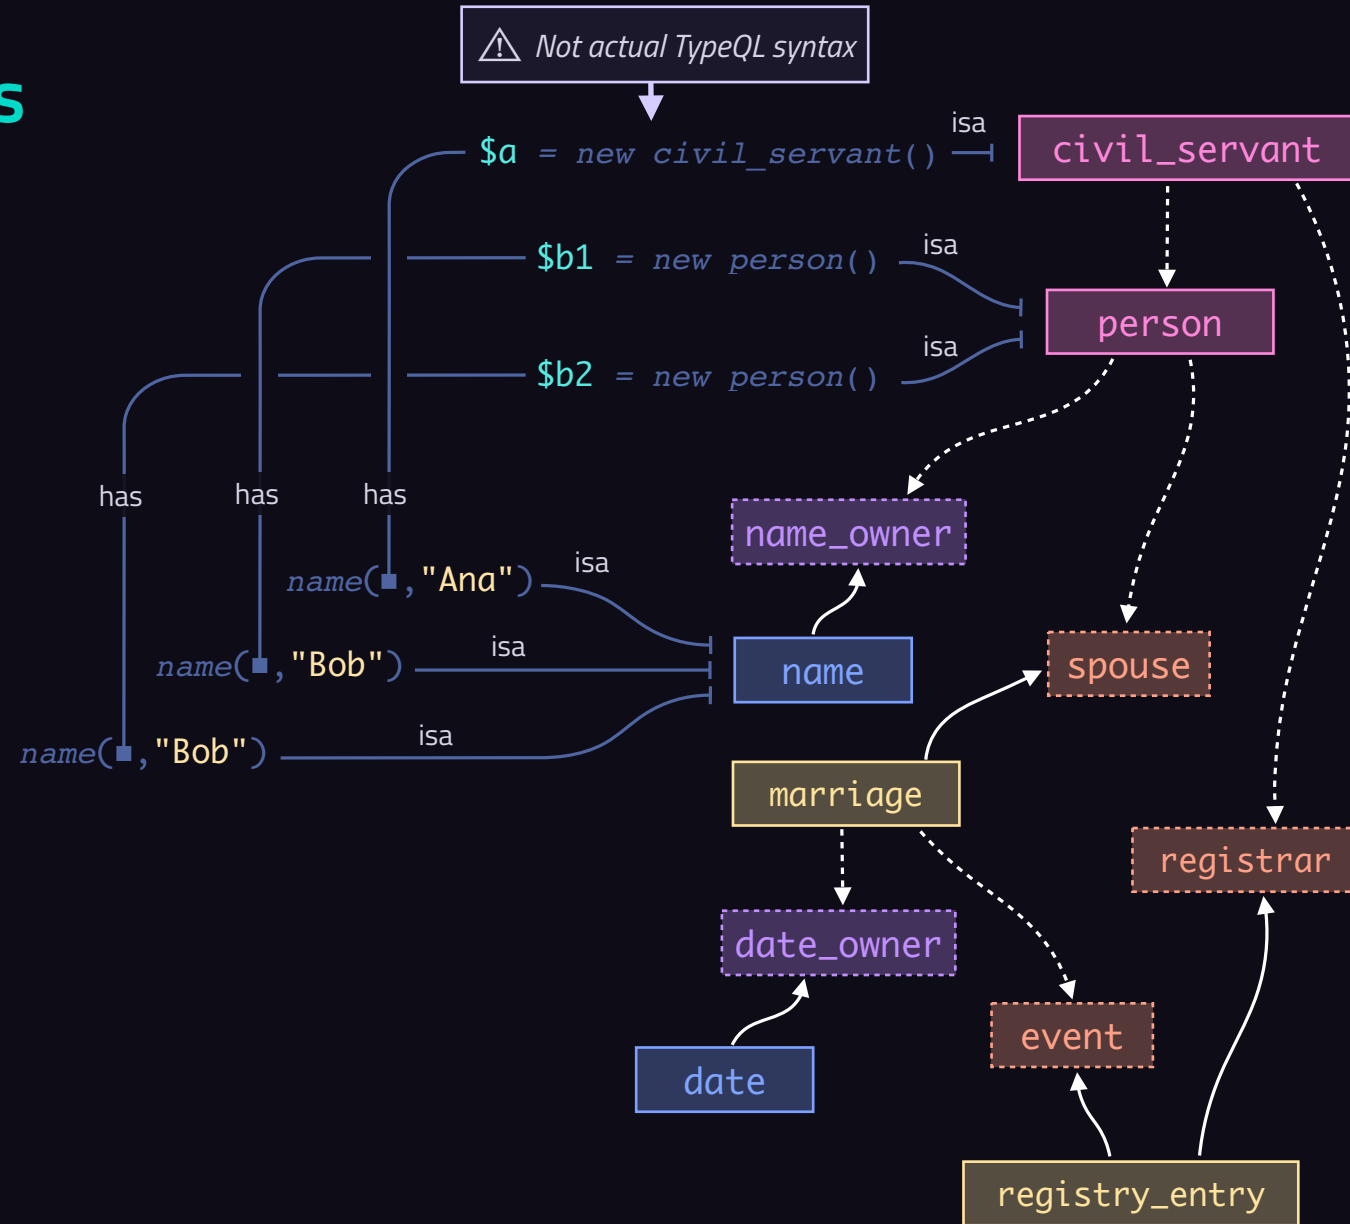 ⚠ Not actual TypeQL syntax
s
isa
$a = new civil_servant()
civil_servant
isa
$b1 = new person()
person
isa
$b2 = new person()
has
has
has
name_owner
isa
name(■,"Ana")
isa
name(■,"Bob")
name
spouse
isa
name(■,"Bob")
marriage
registrar
date_owner
event
date
registry_entry